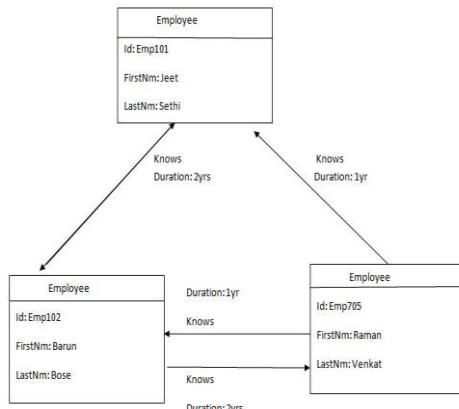 Employee
Id:Emp101
FirstNm:Jeet
LastNm:Sethi
Knows
Duration:2yrs
Knows
Duration:1yr
Employee
Id:Emp102
FirstNm:Barun
LastNm:Bose
Duration:1yr
Knows
Knows
Duration:2yrs
Employee
Id:Emp705
FirstNm:Raman
LastNm:Venkat